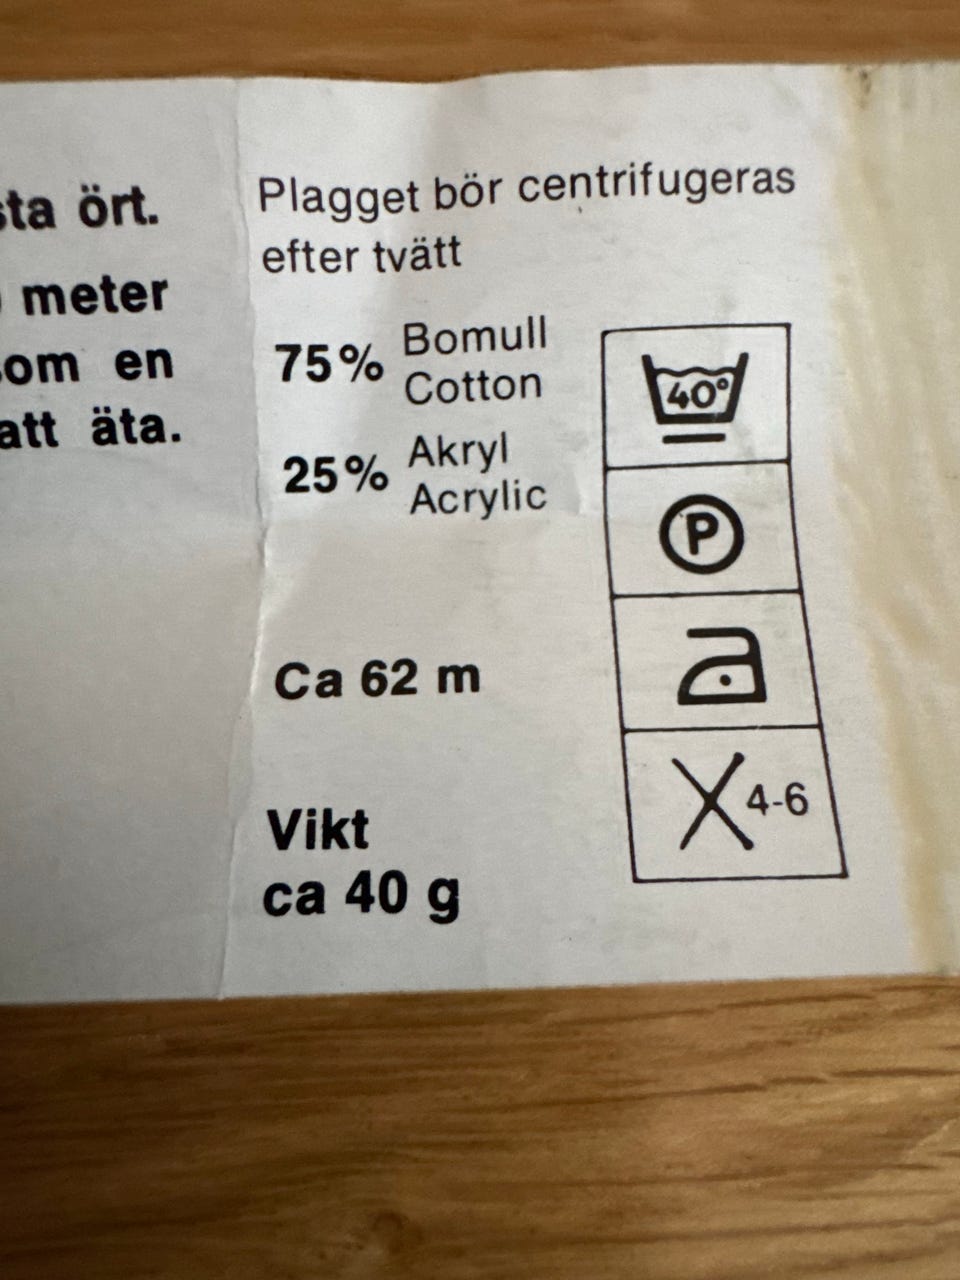 sta ört.
meter
som en
att äta.
Plagget bör centrifugeras
efter tvätt
75% Bomull
Cotton
25% Akryl
Acrylic
Ca 62 m
Vikt
ca 40 g
40°
P
4-6